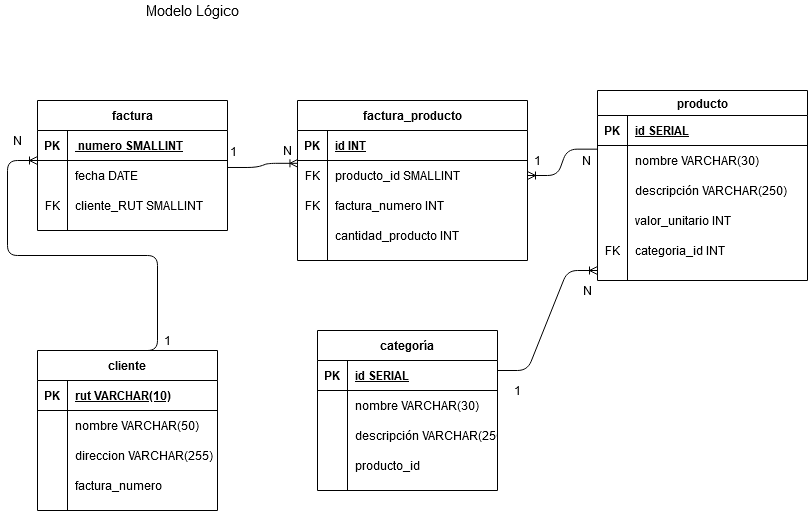 Modelo Lógico
factura
PK numero SMALLINT
fecha DATE
FK cliente_RUT SMALLINT
N
1
factura_producto
PK id INT
FK producto_id SMALLINT
FK factura_numero INT
cantidad_producto INT
N
1
producto
PK id SERIAL
nombre VARCHAR(30)
descripción VARCHAR(250)
valor_unitario INT
FK categoria_id INT
N
N
1
cliente
PK rut VARCHAR(10)
nombre VARCHAR(50)
direccion VARCHAR(255)
factura_numero
1
categoría
PK id SERIAL
nombre VARCHAR(30)
descripción VARCHAR(25
producto_id